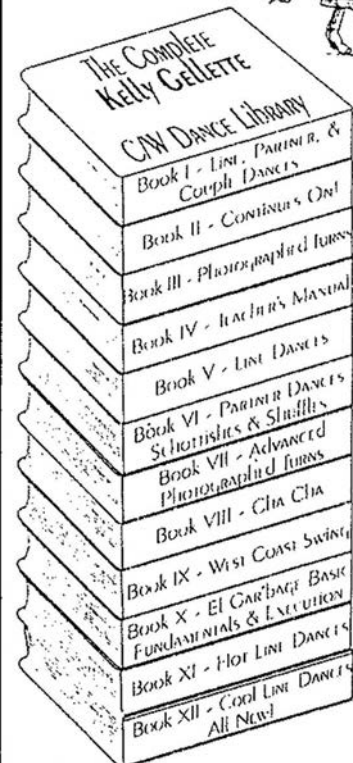 The Complete
Kelly Gellette
C/W Dance Library
Book I - Line, Partner, &
Couple Dances
Book II - Continues On!
Book III - Photographed Turns
Book IV - Teacher's Manual
Book V - Line Dances
Book VI - Partner Dances
Schottishes & Shuffles
Book VII - Advanced
Photographed Turns
Book VIII - Cha Cha
Book IX - West Coast Swing
Book X - El Garbage Basic
Fundamentals & Execution
Book XI - Hot Line Dances
Book XII - Cool Line Dances
All New!